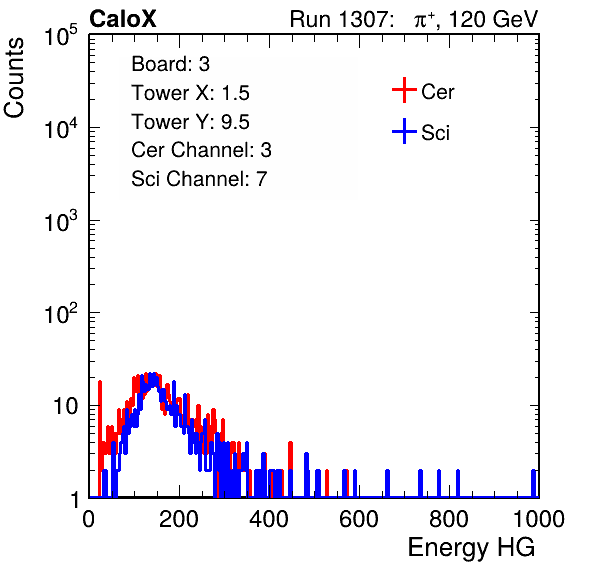 CaloX Run 1307: π⁺, 120 GeV
Counts
10⁵
10⁴
10³
10²
10
1
Board: 3
Tower X: 1.5
Tower Y: 9.5
Cer Channel: 3
Sci Channel: 7
Cer
Sci
0 200 400 600 800 1000
Energy HG